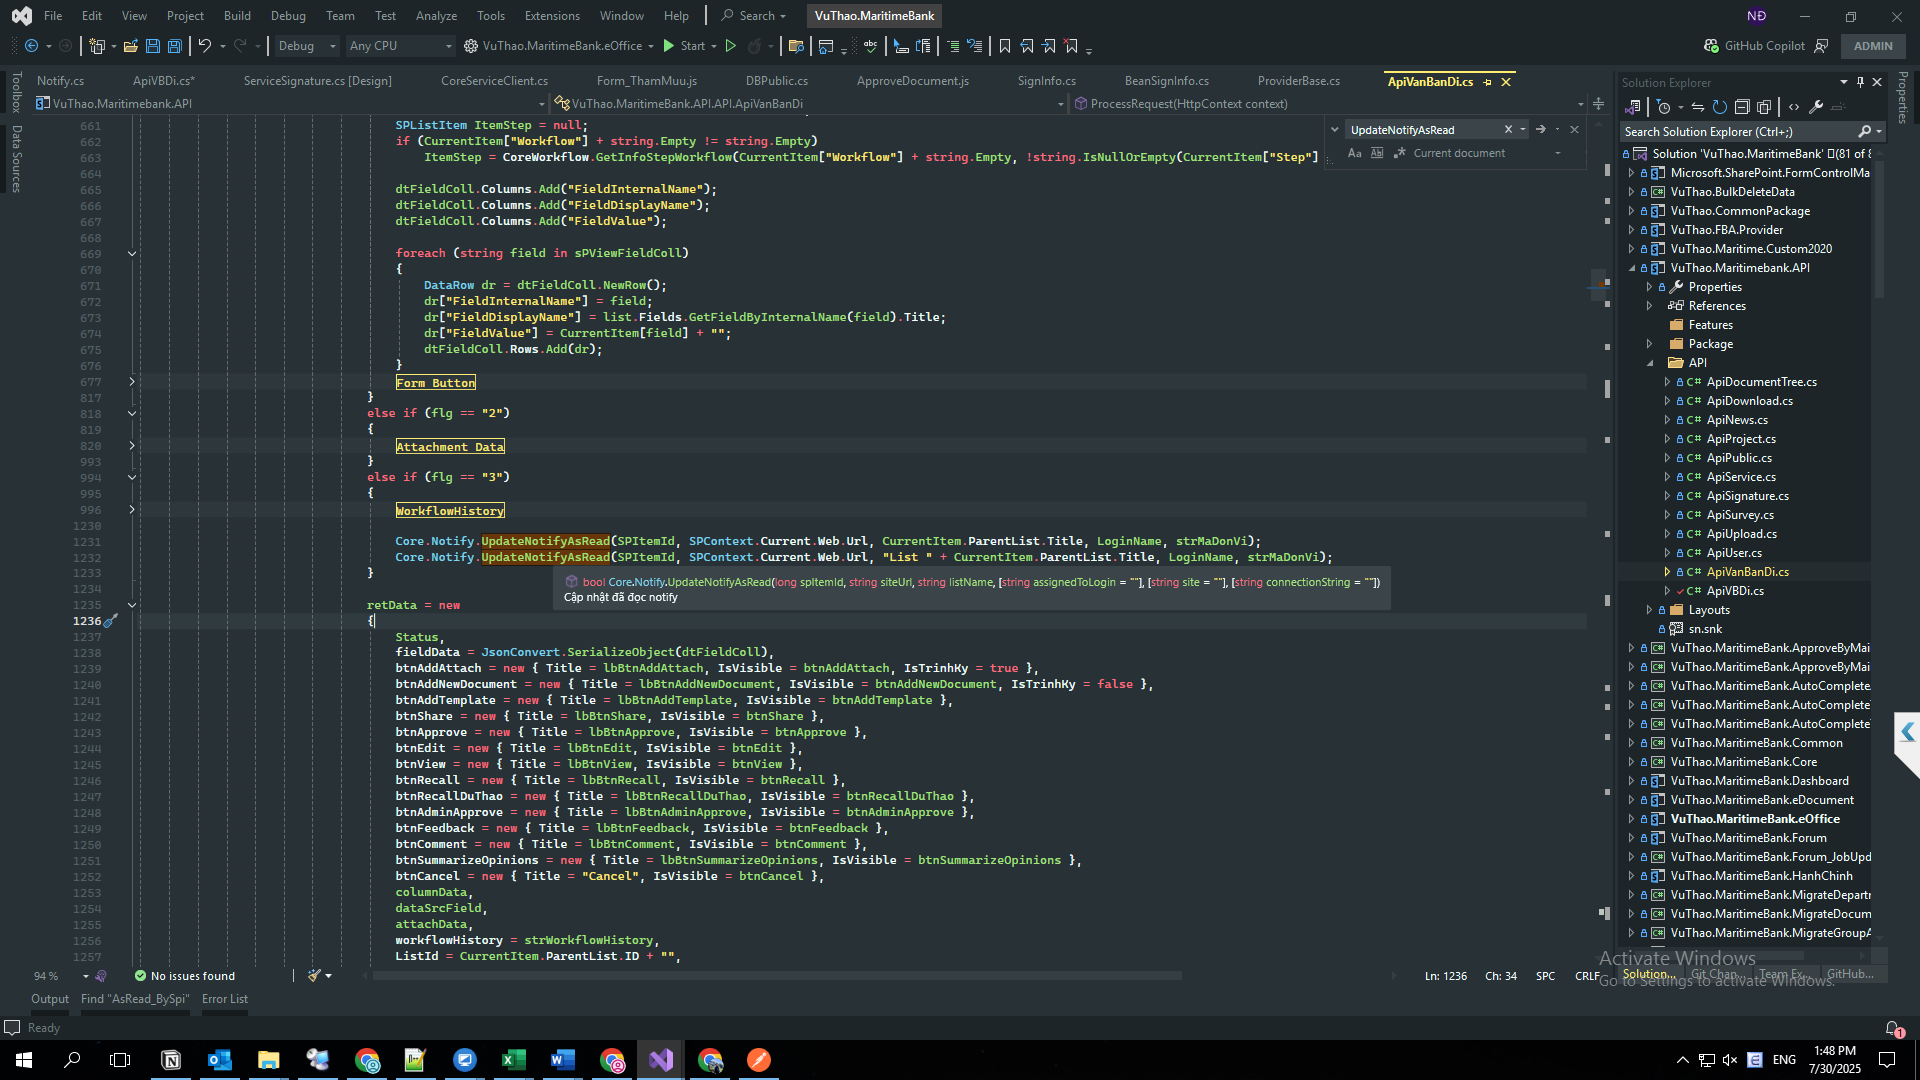 File Edit View Project Build Debug Team Test Analyze Tools Extensions Window Help Search VuThao.MaritimeBank NĐ
Debug Any CPU VuThao.MaritimeBank.eOffice Start GitHub Copilot ADMIN
Notify.cs ApiVBDi.cs* ServiceSignature.cs [Design] CoreServiceClient.cs Form_ThamMuu.js DBPublic.cs ApproveDocument.js SignInfo.cs BeanSignInfo.cs ProviderBase.cs ApiVanBanDi.cs
VuThao.Maritimebank.API VuThao.MaritimeBank.API.API.ApiVanBanDi ProcessRequest(HttpContext context)
Toolbox
Data Sources
UpdateNotifyAsRead
Aa Current document
661 SPListItem ItemStep = null;
662 if (CurrentItem["Workflow"] + string.Empty != string.Empty)
663 ItemStep = CoreWorkflow.GetInfoStepWorkflow(CurrentItem["Workflow"] + string.Empty, !string.IsNullOrEmpty(CurrentItem["Step"]
664
665 dtFieldColl.Columns.Add("FieldInternalName");
666 dtFieldColl.Columns.Add("FieldDisplayName");
667 dtFieldColl.Columns.Add("FieldValue");
668
669 foreach (string field in sPViewFieldColl)
670 {
671 DataRow dr = dtFieldColl.NewRow();
672 dr["FieldInternalName"] = field;
673 dr["FieldDisplayName"] = list.Fields.GetFieldByInternalName(field).Title;
674 dr["FieldValue"] = CurrentItem[field] + "";
675 dtFieldColl.Rows.Add(dr);
676 }
677 Form Button
817 }
818 else if (flg == "2")
819 {
820 Attachment Data
993 }
994 else if (flg == "3")
995 {
996 WorkflowHistory
1230
1231 Core.Notify.UpdateNotifyAsRead(SPItemId, SPContext.Current.Web.Url, CurrentItem.ParentList.Title, LoginName, strMaDonVi);
1232 Core.Notify.UpdateNotifyAsRead(SPItemId, SPContext.Current.Web.Url, "List " + CurrentItem.ParentList.Title, LoginName, strMaDonVi);
1233 }
bool Core.Notify.UpdateNotifyAsRead(long spItemId, string siteUrl, string listName, [string assignedToLogin = ""], [string site = ""], [string connectionString = ""])
Cập nhật đã đọc notify
1234
1235 retData = new
1236 {
1237 Status,
1238 fieldData = JsonConvert.SerializeObject(dtFieldColl),
1239 btnAddAttach = new { Title = lbBtnAddAttach, IsVisible = btnAddAttach, IsTrinhKy = true },
1240 btnAddNewDocument = new { Title = lbBtnAddNewDocument, IsVisible = btnAddNewDocument, IsTrinhKy = false },
1241 btnAddTemplate = new { Title = lbBtnAddTemplate, IsVisible = btnAddTemplate },
1242 btnShare = new { Title = lbBtnShare, IsVisible = btnShare },
1243 btnApprove = new { Title = lbBtnApprove, IsVisible = btnApprove },
1244 btnEdit = new { Title = lbBtnEdit, IsVisible = btnEdit },
1245 btnView = new { Title = lbBtnView, IsVisible = btnView },
1246 btnRecall = new { Title = lbBtnRecall, IsVisible = btnRecall },
1247 btnRecallDuThao = new { Title = lbBtnRecallDuThao, IsVisible = btnRecallDuThao },
1248 btnAdminApprove = new { Title = lbBtnAdminApprove, IsVisible = btnAdminApprove },
1249 btnFeedback = new { Title = lbBtnFeedback, IsVisible = btnFeedback },
1250 btnComment = new { Title = lbBtnComment, IsVisible = btnComment },
1251 btnSummarizeOpinions = new { Title = lbBtnSummarizeOpinions, IsVisible = btnSummarizeOpinions },
1252 btnCancel = new { Title = "Cancel", IsVisible = btnCancel },
1253 columnData,
1254 dataSrcField,
1255 attachData,
1256 workflowHistory = strWorkflowHistory,
1257 ListId = CurrentItem.ParentList.ID + "",
94 % No issues found Ln: 1236 Ch: 34 SPC CRLF
Output Find "AsRead_BySpi" Error List
Ready
Solution Explorer
Properties
Search Solution Explorer (Ctrl+;)
Solution 'VuThao.MaritimeBank' (81 of 8
Microsoft.SharePoint.FormControlMa
VuThao.BulkDeleteData
VuThao.CommonPackage
VuThao.FBA.Provider
VuThao.Maritime.Custom2020
VuThao.Maritimebank.API
Properties
References
Features
Package
API
C# ApiDocumentTree.cs
C# ApiDownload.cs
C# ApiNews.cs
C# ApiProject.cs
C# ApiPublic.cs
C# ApiService.cs
C# ApiSignature.cs
C# ApiSurvey.cs
C# ApiUpload.cs
C# ApiUser.cs
C# ApiVanBanDi.cs
C# ApiVBDi.cs
Layouts
sn.snk
VuThao.MaritimeBank.ApproveByMai
VuThao.MaritimeBank.ApproveByMai
VuThao.MaritimeBank.AutoComplete
VuThao.MaritimeBank.AutoComplete
VuThao.MaritimeBank.AutoComplete
VuThao.MaritimeBank.Common
VuThao.MaritimeBank.Core
VuThao.MaritimeBank.Dashboard
VuThao.MaritimeBank.eDocument
VuThao.MaritimeBank.eOffice
VuThao.MaritimeBank.Forum
VuThao.MaritimeBank.Forum_JobUpd
VuThao.MaritimeBank.HanhChinh
VuThao.MaritimeBank.MigrateDepartr
VuThao.MaritimeBank.MigrateDocum
VuThao.MaritimeBank.MigrateGroupA
Activate Windows
Solution... Git Chan... Team Ex... GitHub...
Go to Settings to activate Windows.
1
ENG 1:48 PM
7/30/2025